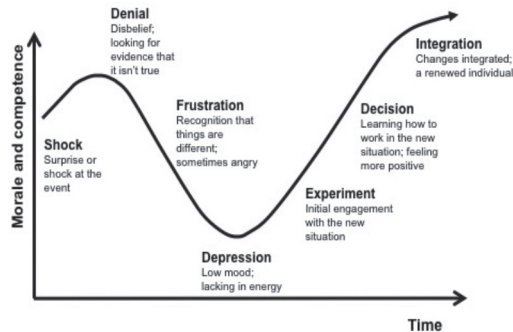 Denial
Disbelief;
looking for
evidence that
it isn't true
Integration
Changes integrated;
a renewed individual
Frustration
Recognition that
things are
different;
sometimes angry
Decision
Learning how to
work in the new
situation; feeling
more positive
Shock
Surprise or
shock at the
event
Experiment
Initial engagement
with the new
situation
Depression
Low mood;
lacking in energy
Morale and competence
Time